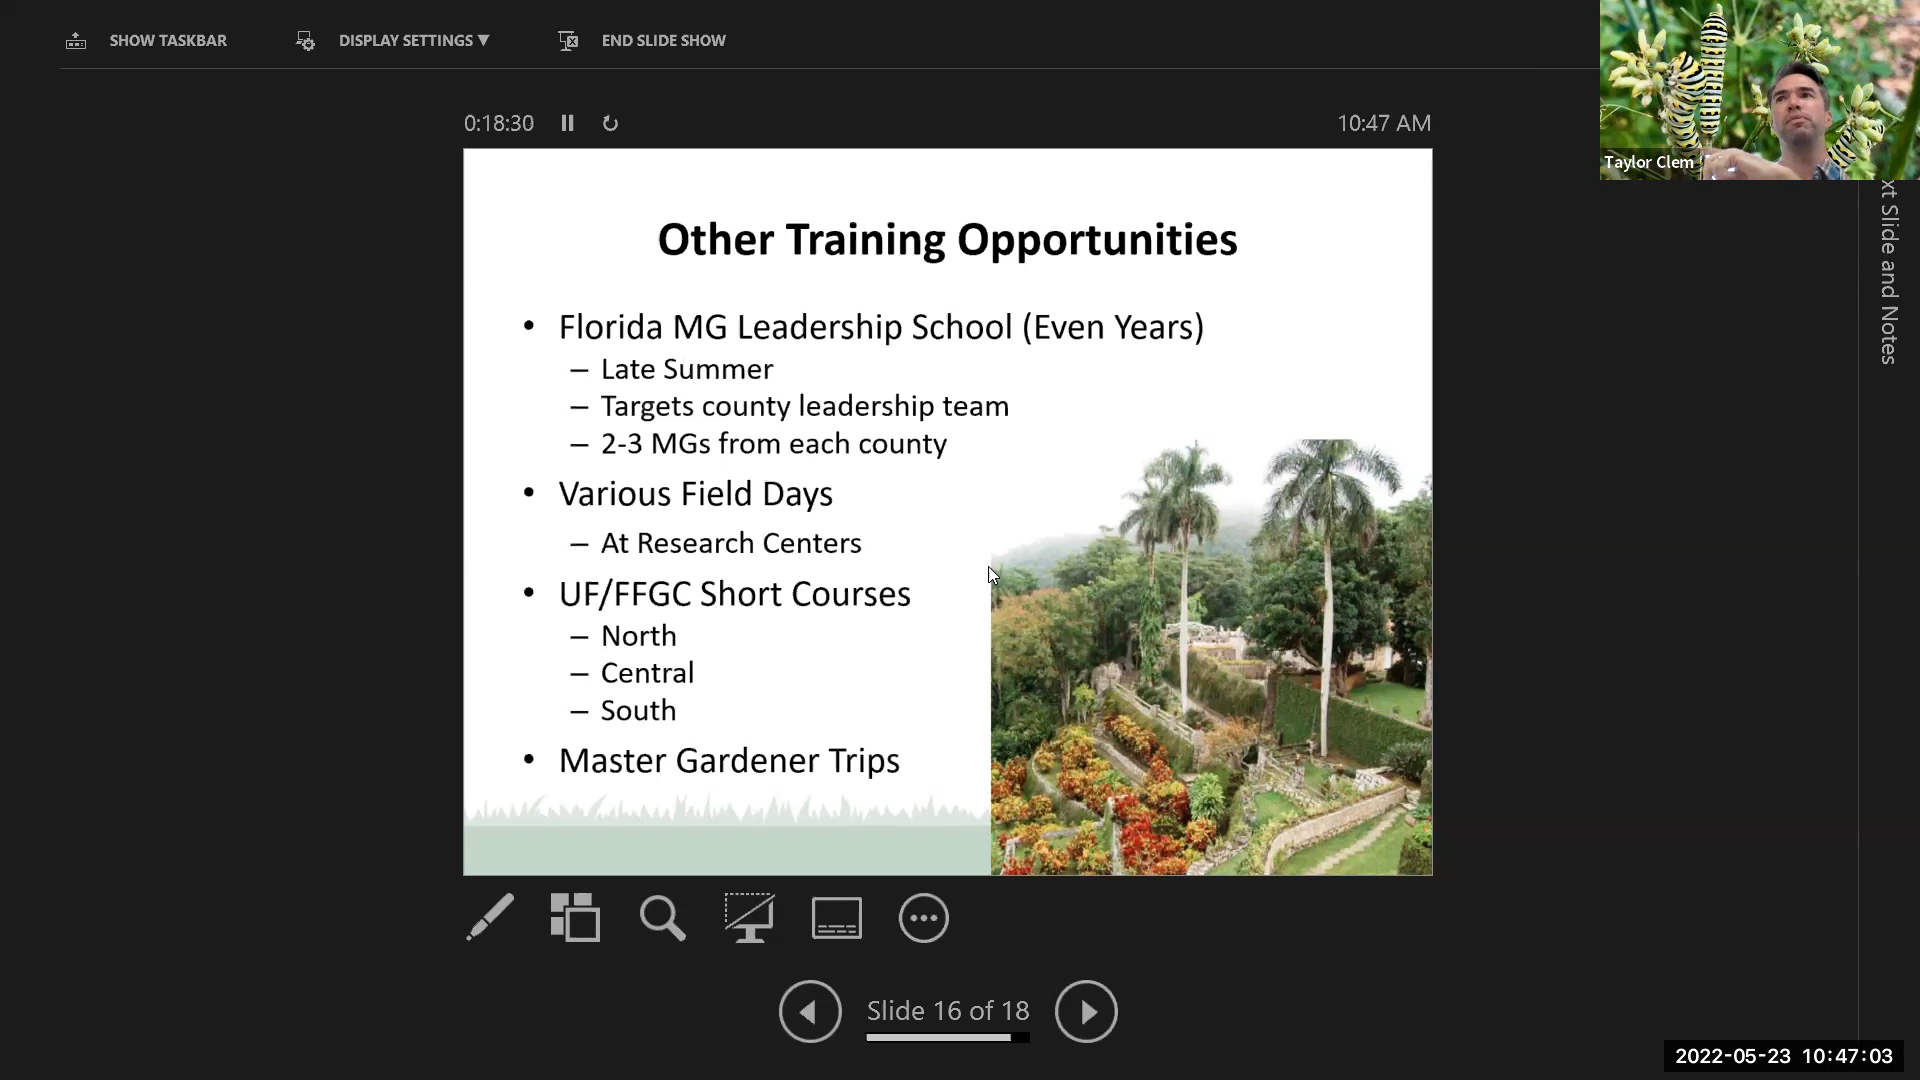 SHOW TASKBAR
DISPLAY SETTINGS ▼
END SLIDE SHOW
0:18:30
10:47 AM
Taylor Clem
Other Training Opportunities
• Florida MG Leadership School (Even Years)
– Late Summer
– Targets county leadership team
– 2-3 MGs from each county
• Various Field Days
– At Research Centers
• UF/FFGC Short Courses
– North
– Central
– South
• Master Gardener Trips
xt Slide and Notes
Slide 16 of 18
2022-05-23 10:47:03